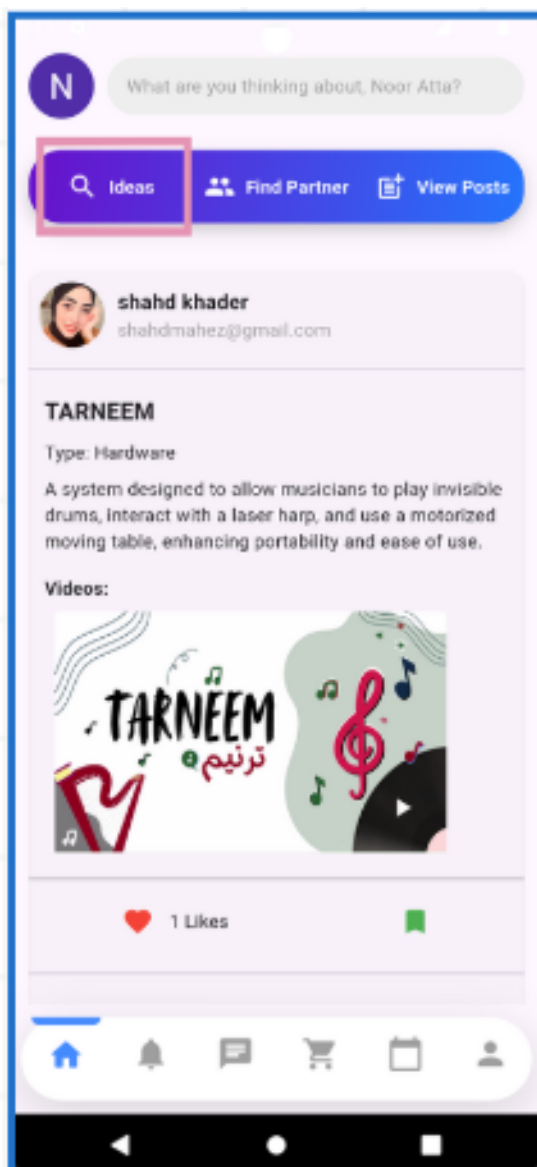 N
What are you thinking about, Noor Atta?
Ideas
Find Partner
View Posts
shahd khader
shahdmahez@gmail.com
TARNEEM
Type: Hardware
A system designed to allow musicians to play invisible
drums, interact with a laser harp, and use a motorized
moving table, enhancing portability and ease of use.
Videos:
TARNEEM
ترنيم
1 Likes